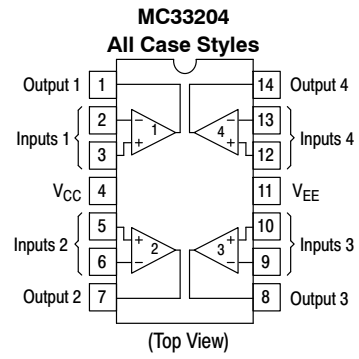 MC33204
All Case Styles
Output 1 1 14 Output 4
2 − 1 4 − 13
Inputs 1 Inputs 4
3 + + 12
VCC 4 11 VEE
5 + + 10
Inputs 2 2 3 Inputs 3
6 − − 9
Output 2 7 8 Output 3
(Top View)